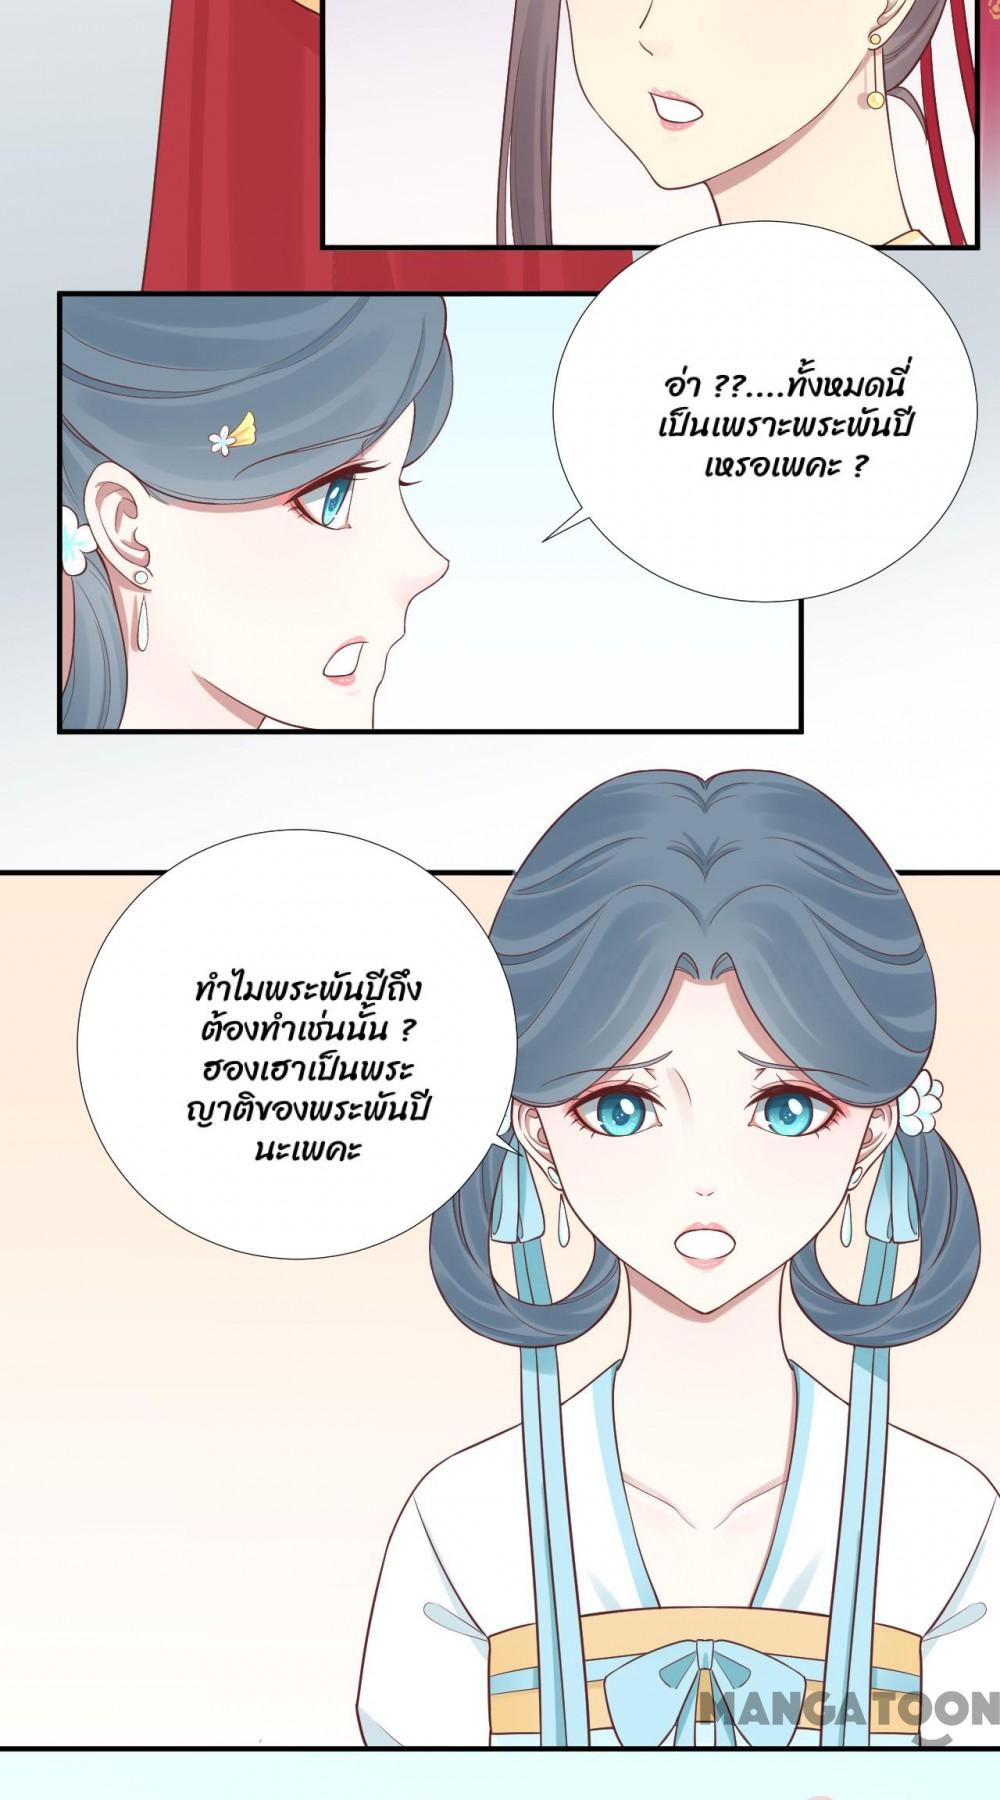 อ่า ??....ทั้งหมดนี่
เป็นเพราะพระพันปี
เหรอเพคะ ?
ทำไมพระพันปีถึง
ต้องทำเช่นนั้น ?
ฮองเฮาเป็นพระ
ญาติของพระพันปี
นะเพคะ
MANGATOON